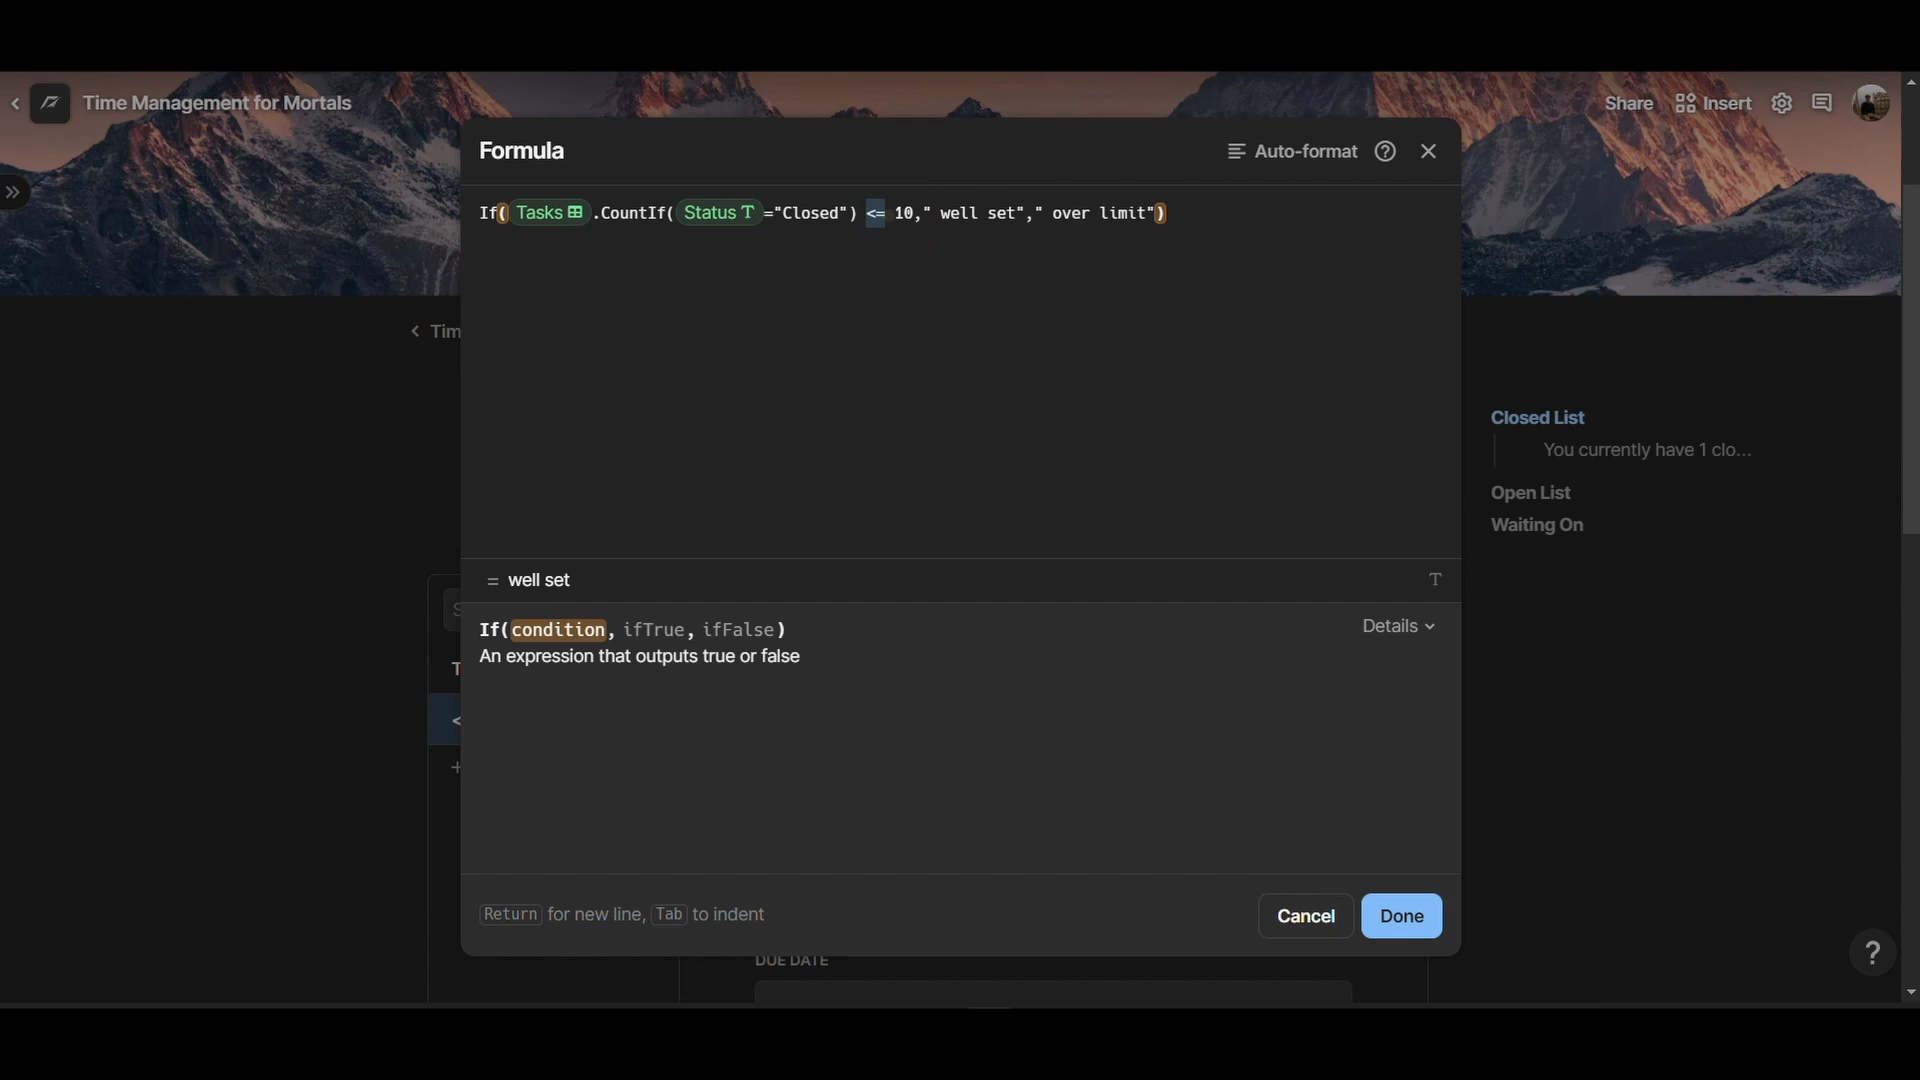 Time Management for Mortals
Share Insert
Formula
Auto-format
If( Tasks .CountIf( Status ="Closed") <= 10," well set"," over limit")
Tim
Closed List
You currently have 1 clo...
Open List
Waiting On
= well set
If(condition, ifTrue, ifFalse)
Details
An expression that outputs true or false
Return for new line, Tab to indent
Cancel Done
DUE DATE